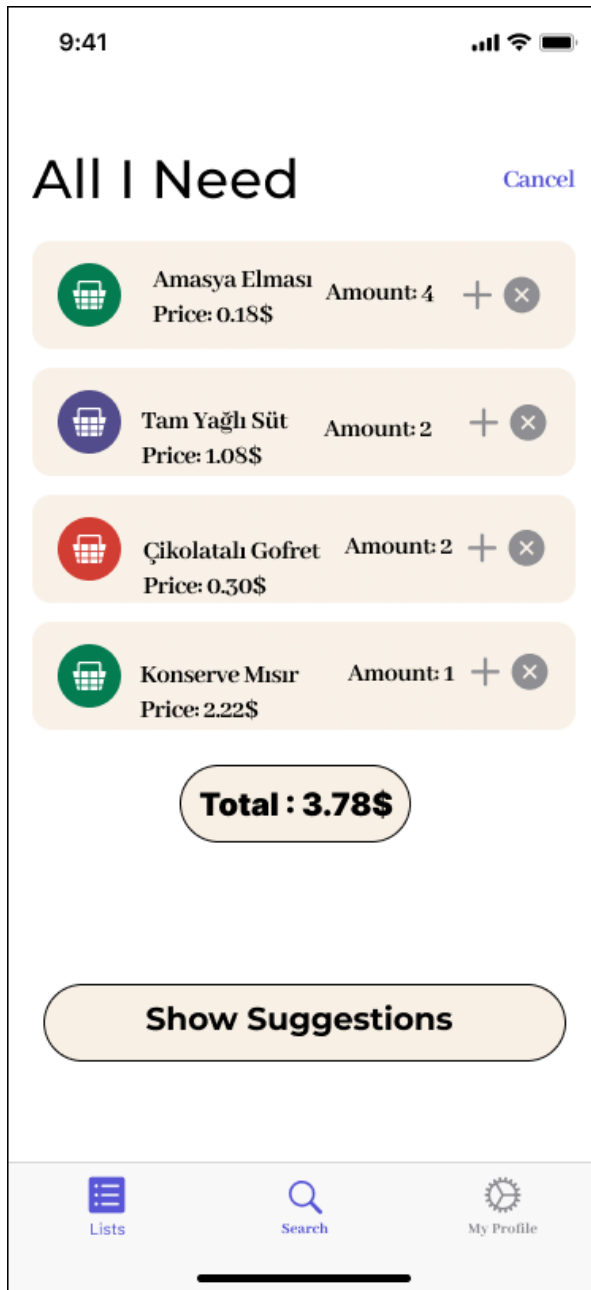 9:41
All I Need
Cancel
Amasya Elması
Price: 0.18$
Amount: 4
Tam Yağlı Süt
Price: 1.08$
Amount: 2
Çikolatalı Gofret
Price: 0.30$
Amount: 2
Konserve Mısır
Price: 2.22$
Amount: 1
Total : 3.78$
Show Suggestions
Lists
Search
My Profile